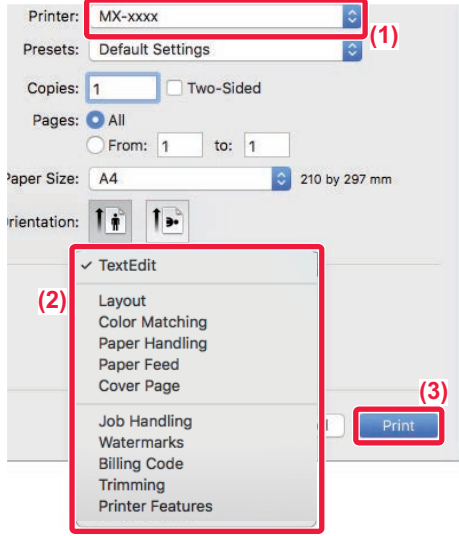 Printer: MX-xxxx
(1)
Presets: Default Settings
Copies: 1 Two-Sided
Pages: All
From: 1 to: 1
Paper Size: A4 210 by 297 mm
rientation:
✓ TextEdit
(2)
Layout
Color Matching
Paper Handling
Paper Feed
Cover Page
(3)
Job Handling
Print
Watermarks
Billing Code
Trimming
Printer Features